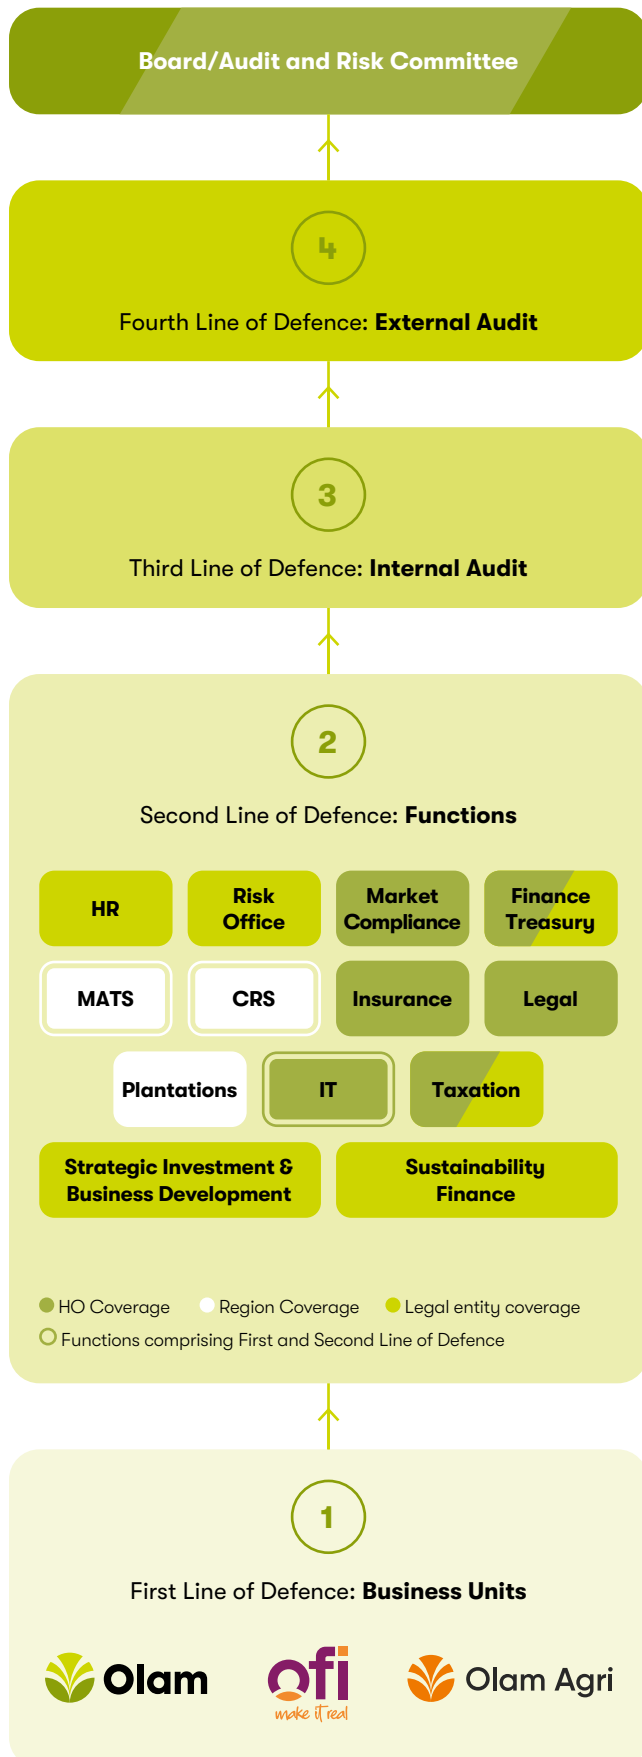 Board/Audit and Risk Committee
4
Fourth Line of Defence: External Audit
3
Third Line of Defence: Internal Audit
2
Second Line of Defence: Functions
HR
Risk
Office
Market
Compliance
Finance
Treasury
MATS
CRS
Insurance
Legal
Plantations
IT
Taxation
Strategic Investment &
Business Development
Sustainability
Finance
HO Coverage
Region Coverage
Legal entity coverage
Functions comprising First and Second Line of Defence
1
First Line of Defence: Business Units
Olam
ofi
make it real
Olam Agri